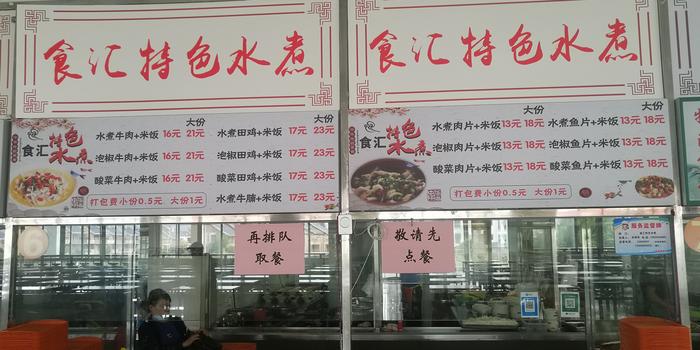 食汇特色水煮
食汇特色水煮
食汇 特色水煮
大份
大份
水煮牛肉+米饭 16元 21元
水煮田鸡+米饭 17元 23元
泡椒牛肉+米饭 16元 21元
泡椒田鸡+米饭 17元 23元
酸菜牛肉+米饭 16元 21元
酸菜田鸡+米饭 17元 23元
打包费小份0.5元 大份1元
水煮牛腩+米饭 17元 23元
食汇 特色水煮
大份
大份
水煮肉片+米饭13元 18元
水煮鱼片+米饭13元 18元
泡椒肉片+米饭13元 18元
泡椒鱼片+米饭13元 18元
酸菜肉片+米饭13元 18元
酸菜鱼片+米饭13元 18元
打包费小份0.5元 大份1元
再排队
取餐
敬请先
点餐
服务监督牌